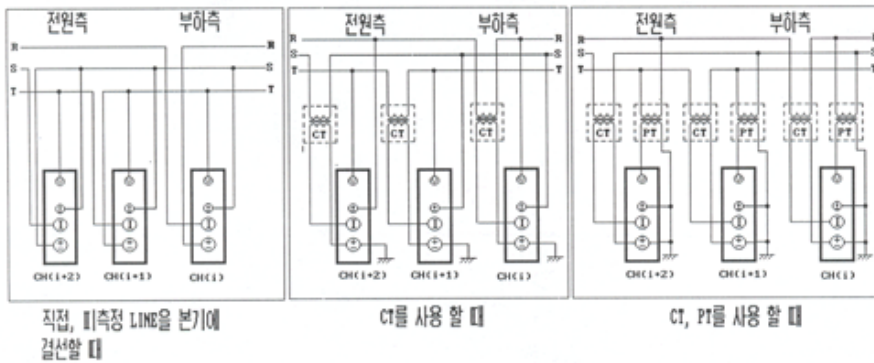 전원측 부하측
R R
S S
T T
CH(i+2) CH(i+1) CH(i)
직접, 피측정 LINE을 본기에
결선할 때
전원측 부하측
R R
S S
T T
CT CT CT
CH(i+2) CH(i+1) CH(i)
CT를 사용 할 때
전원측 부하측
R R
S S
T T
CT PT CT PT CT PT
CH(i+2) CH(i+1) CH(i)
CT, PT를 사용 할 때